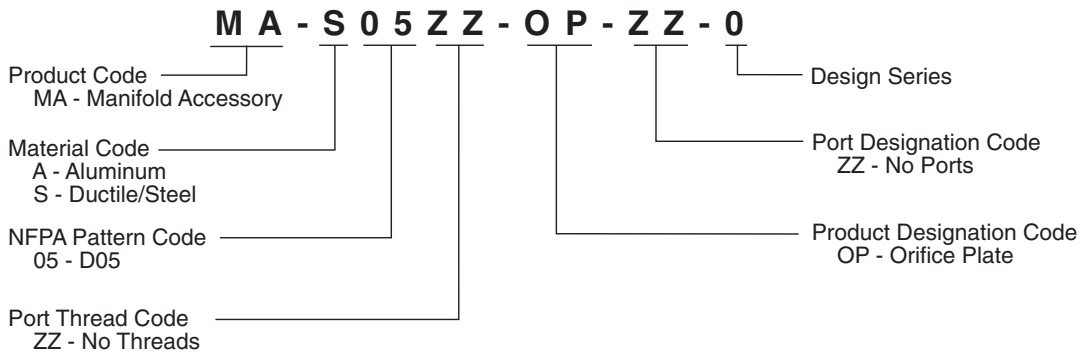 M A - S 0 5 Z Z - O P - Z Z - 0
Product Code
MA - Manifold Accessory
Material Code
A - Aluminum
S - Ductile/Steel
NFPA Pattern Code
05 - D05
Port Thread Code
ZZ - No Threads
Design Series
Port Designation Code
ZZ - No Ports
Product Designation Code
OP - Orifice Plate